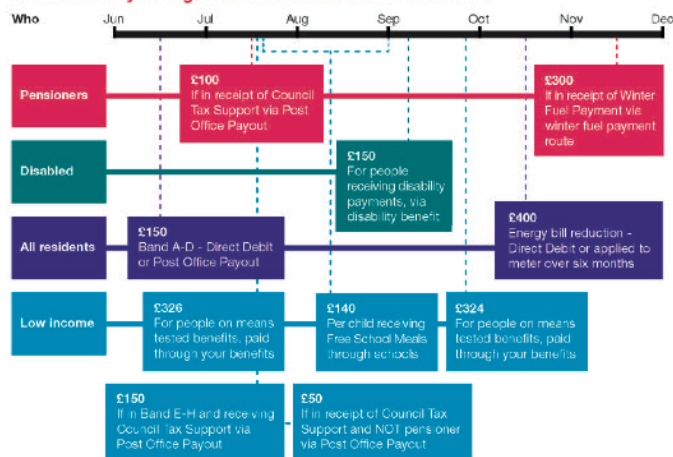 Who
Jun Jul Aug Sep Oct Nov Dec
Pensioners
£100
If in receipt of Council
Tax Support via Post
Office Payout
£300
If in receipt of Winter
Fuel Payment via
winter fuel payment
route
Disabled
£150
For people
receiving disability
payments, via
disability benefit
All residents
£150
Band A-D - Direct Debit
or Post Office Payout
£400
Energy bill reduction -
Direct Debit or applied to
meter over six months
Low income
£326
For people on means
tested benefits, paid
through your benefits
£140
Per child receiving
Free School Meals
through schools
£324
For people on means
tested benefits, paid
through your benefits
£150
If in Band E-H and receiving
Council Tax Support via
Post Office Payout
£50
If in receipt of Council Tax
Support and NOT pensioner
via Post Office Payout